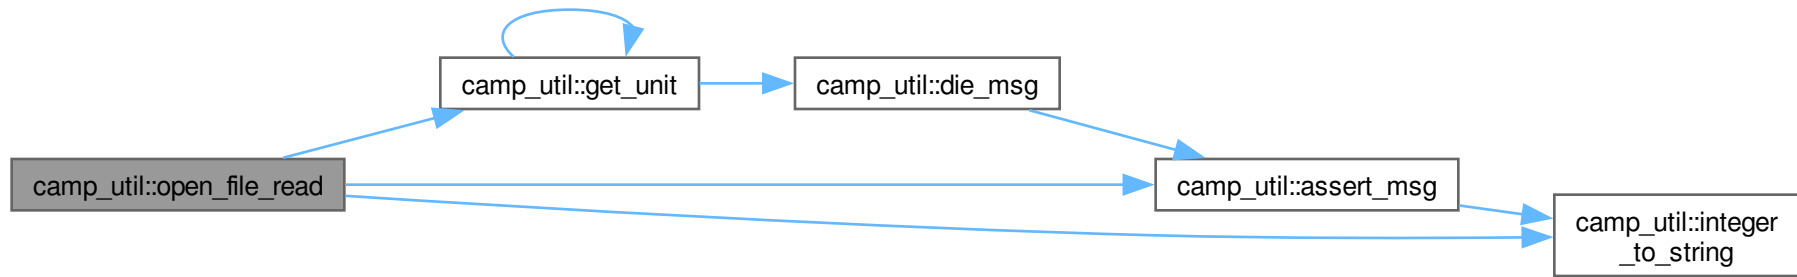 camp_util::get_unit
camp_util::die_msg
camp_util::open_file_read
camp_util::assert_msg
camp_util::integer
_to_string